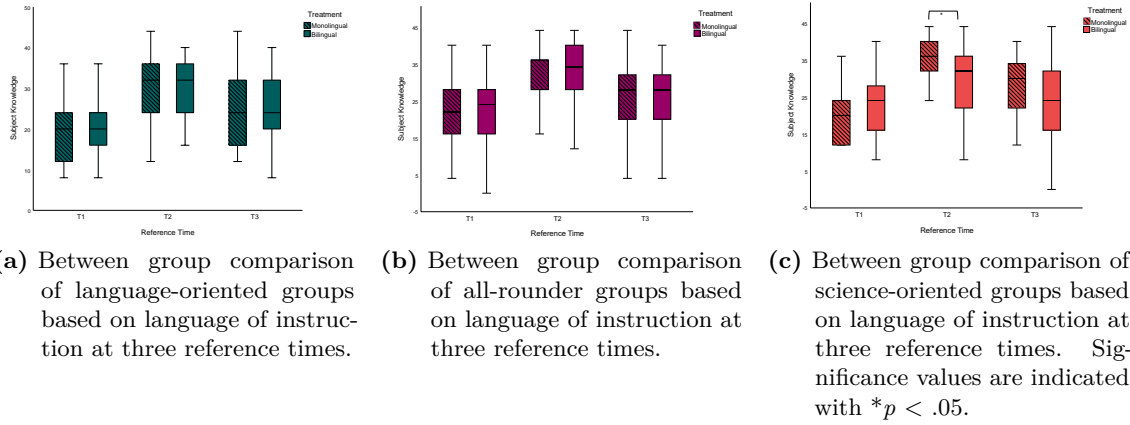 50
40
30
20
10
0
Subject Knowledge
T1
T2
T3
Reference Time
Treatment
Monolingual
Bilingual
45
35
25
15
5
-5
Subject Knowledge
T1
T2
T3
Reference Time
Treatment
Monolingual
Bilingual
45
35
25
15
5
-5
Subject Knowledge
T1
T2
T3
Reference Time
Treatment
Monolingual
Bilingual
*
a) Between group comparison
of language-oriented groups
based on language of instruc-
tion at three reference times.
(b) Between group comparison
of all-rounder groups based
on language of instruction at
three reference times.
(c) Between group comparison of
science-oriented groups based
on language of instruction at
three reference times. Sig-
nificance values are indicated
with *p < .05.